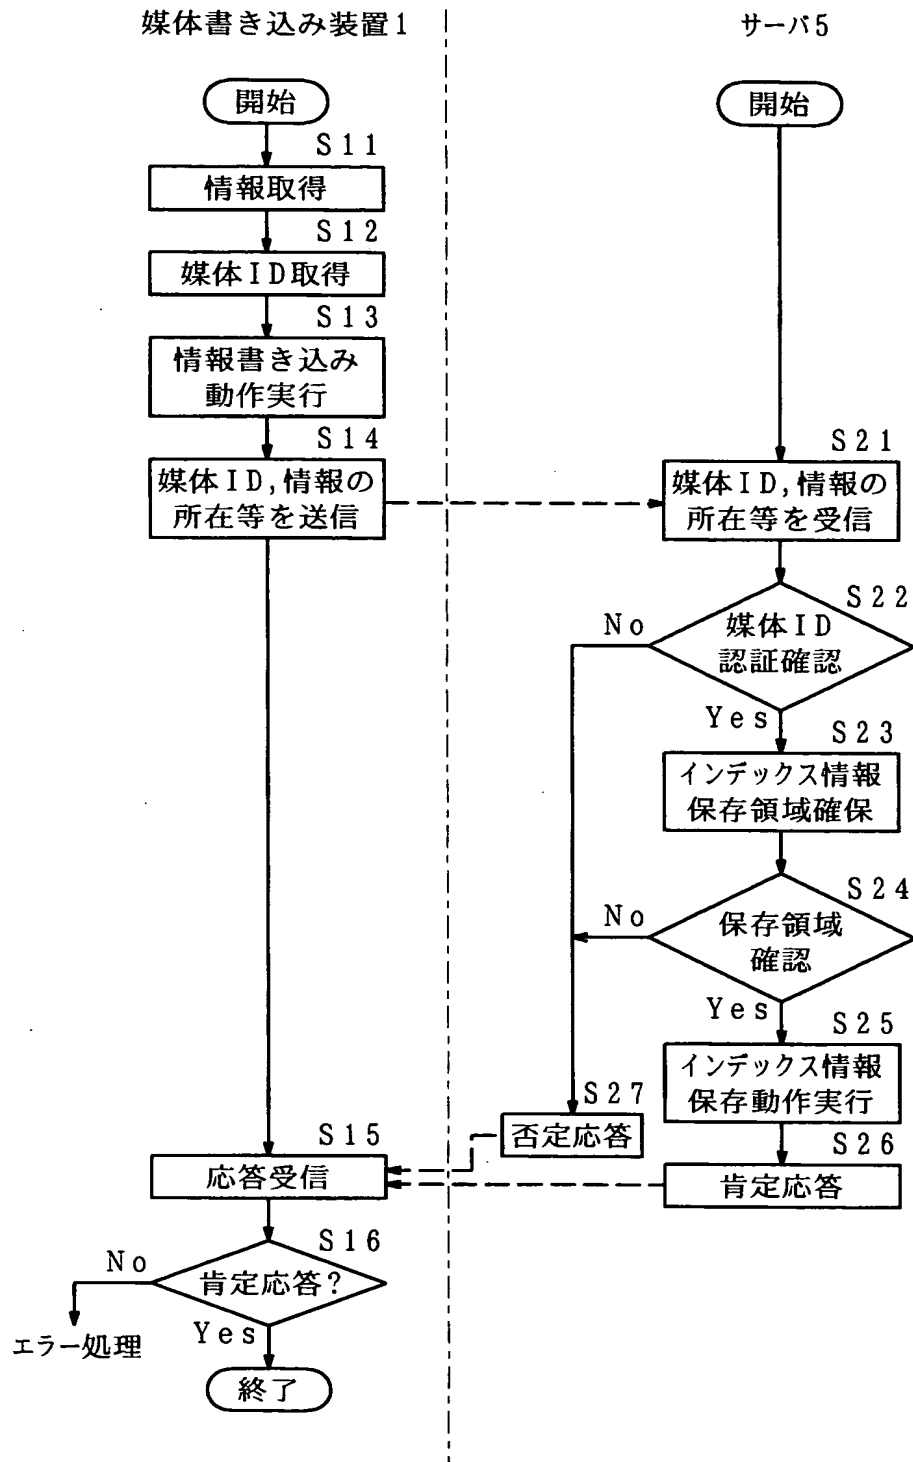 媒体書き込み装置1
サーバ5
開始
S11
情報取得
S12
媒体ID取得
S13
情報書き込み
動作実行
S14
媒体ID,情報の
所在等を送信
S15
応答受信
S16
肯定応答?
No
エラー処理
Yes
終了
開始
S21
媒体ID,情報の
所在等を受信
S22
媒体ID
認証確認
No
Yes
S23
インデックス情報
保存領域確保
S24
保存領域
確認
No
Yes
S25
インデックス情報
保存動作実行
S27
否定応答
S26
肯定応答